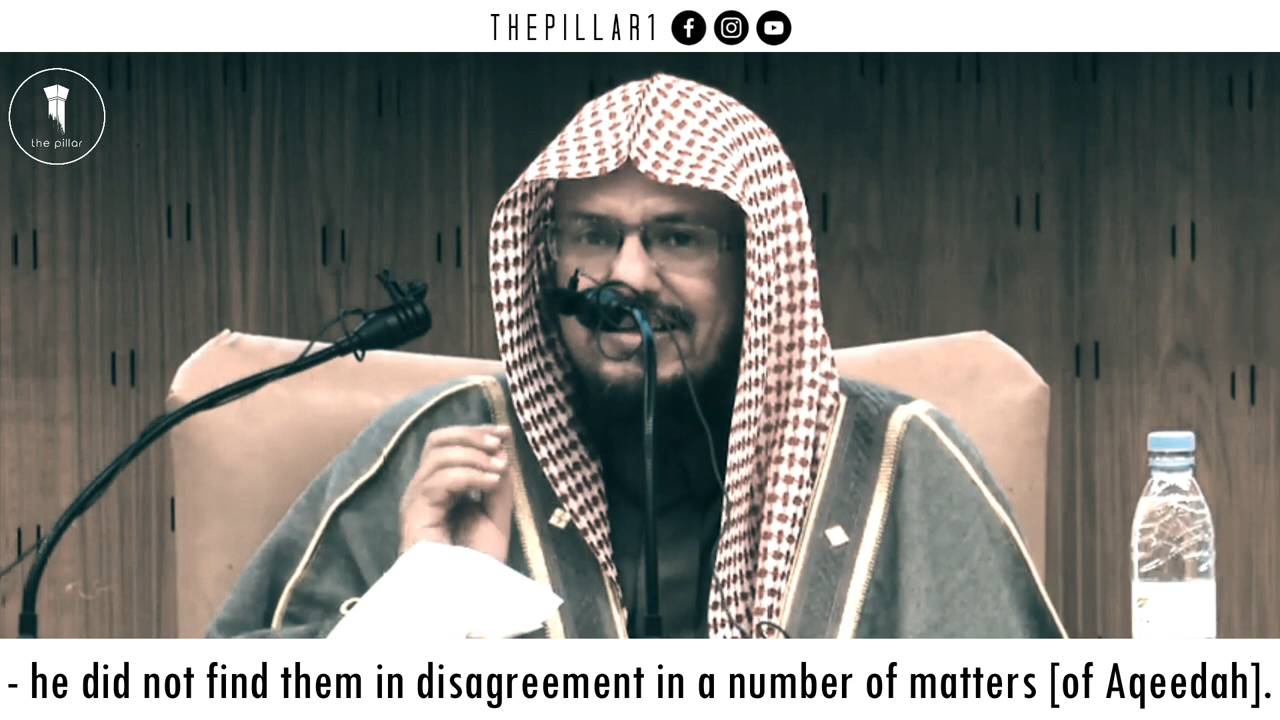 THEPILLAR1
the pillar
- he did not find them in disagreement in a number of matters [of Aqeedah].